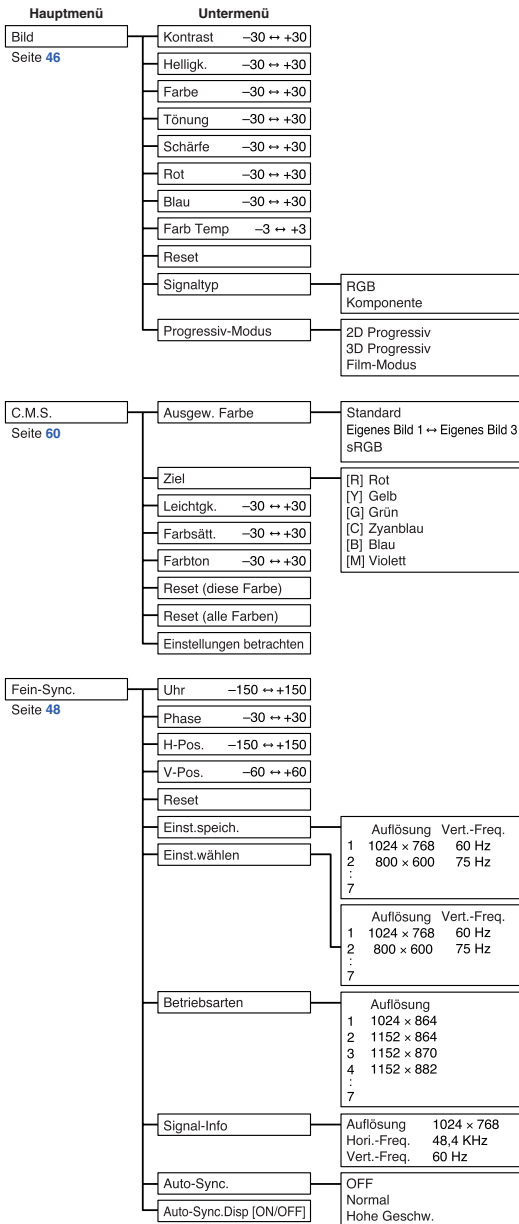 Hauptmenü Untermenü
Bild
Seite 46
Kontrast –30 ↔ +30
Helligk. –30 ↔ +30
Farbe –30 ↔ +30
Tönung –30 ↔ +30
Schärfe –30 ↔ +30
Rot –30 ↔ +30
Blau –30 ↔ +30
Farb Temp –3 ↔ +3
Reset
Signaltyp
RGB
Komponente
Progressiv-Modus
2D Progressiv
3D Progressiv
Film-Modus
C.M.S.
Seite 60
Ausgew. Farbe
Standard
Eigenes Bild 1 ↔ Eigenes Bild 3
sRGB
Ziel
[R] Rot
[Y] Gelb
[G] Grün
[C] Zyanblau
[B] Blau
[M] Violett
Leichtgk. –30 ↔ +30
Farbsätt. –30 ↔ +30
Farbton –30 ↔ +30
Reset (diese Farbe)
Reset (alle Farben)
Einstellungen betrachten
Fein-Sync.
Seite 48
Uhr –150 ↔ +150
Phase –30 ↔ +30
H-Pos. –150 ↔ +150
V-Pos. –60 ↔ +60
Reset
Einst.speich.
Auflösung Vert.-Freq.
1 1024 × 768 60 Hz
2 800 × 600 75 Hz
:
7
Einst.wählen
Auflösung Vert.-Freq.
1 1024 × 768 60 Hz
2 800 × 600 75 Hz
:
7
Betriebsarten
Auflösung
1 1024 × 864
2 1152 × 864
3 1152 × 870
4 1152 × 882
:
7
Signal-Info
Auflösung 1024 × 768
Hori.-Freq. 48,4 KHz
Vert.-Freq. 60 Hz
Auto-Sync.
OFF
Normal
Hohe Geschw.
Auto-Sync.Disp [ON/OFF]